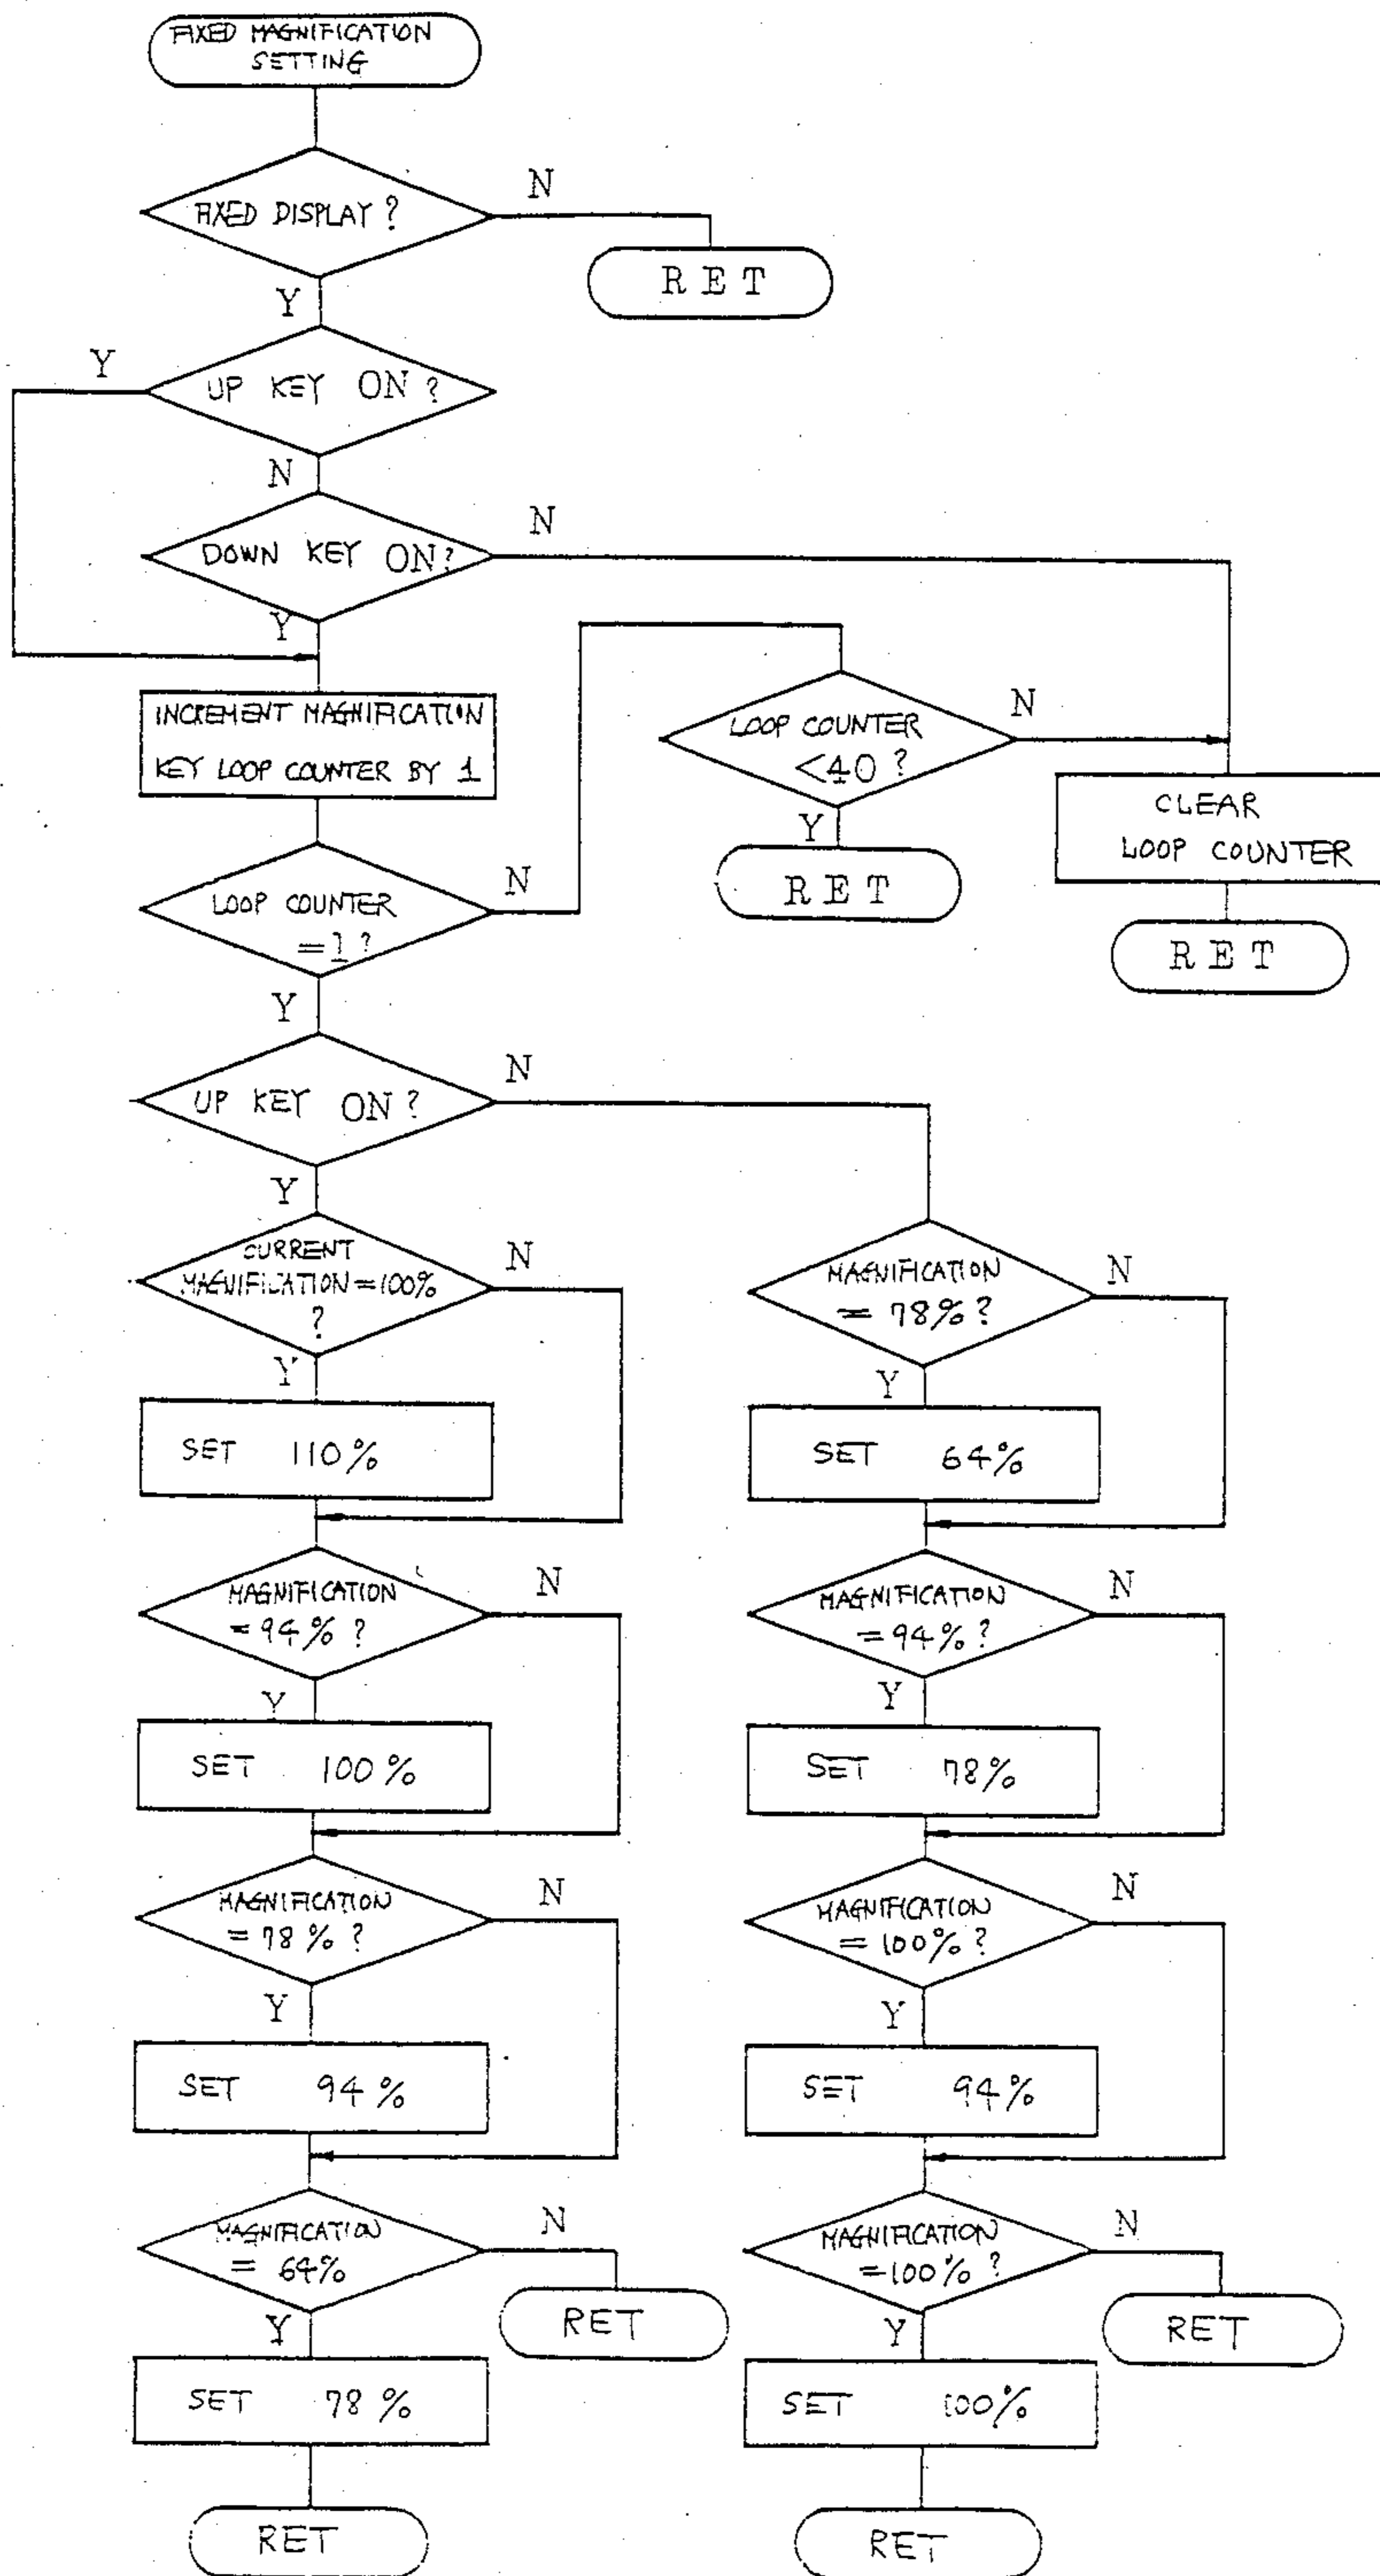 FIXED MAGNIFICATION
SETTING
FIXED DISPLAY?
N
RET
Y
Y
UP KEY ON?
N
DOWN KEY ON?
N
Y
INCREMENT MAGNIFICATION
KEY LOOP COUNTER BY 1
LOOP COUNTER
<40?
N
Y
RET
CLEAR
LOOP COUNTER
RET
LOOP COUNTER
=1?
N
Y
UP KEY ON?
N
Y
CURRENT
MAGNIFICATION=100%
?
N
Y
SET 110%
MAGNIFICATION
=94%?
N
Y
SET 100%
MAGNIFICATION
=78%?
N
Y
SET 94%
MAGNIFICATION
= 64%
N
RET
Y
SET 78%
RET
MAGNIFICATION
= 78%?
N
Y
SET 64%
MAGNIFICATION
=94%?
N
Y
SET 78%
MAGNIFICATION
=100%?
N
Y
SET 94%
MAGNIFICATION
=100%?
N
RET
Y
SET 100%
RET